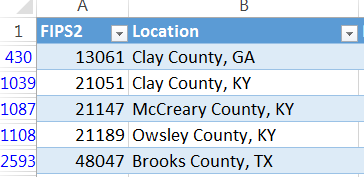 A B
1 FIPS2 Location
430 13061 Clay County, GA
1039 21051 Clay County, KY
1087 21147 McCreary County, KY
1108 21189 Owsley County, KY
2593 48047 Brooks County, TX